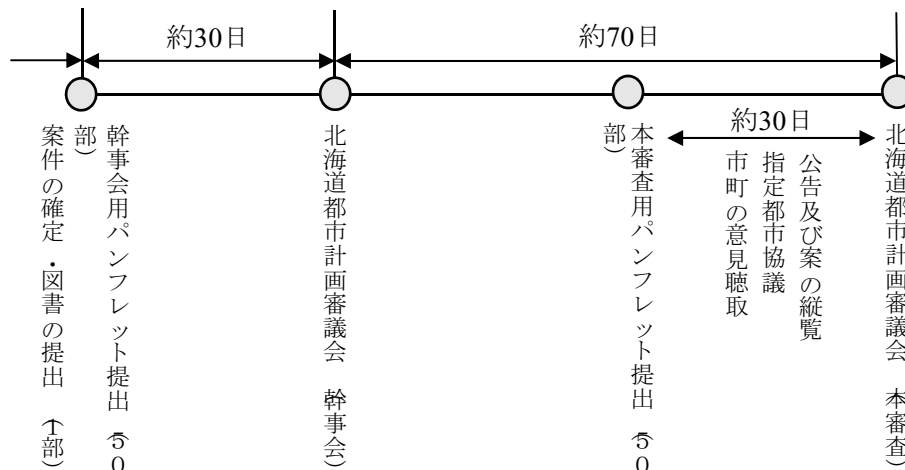 約30日
約70日
約30日
案件の確定・図書の提出（1部）
幹事会用パンフレット提出（50
部）
北海道都市計画審議会（幹事会）
本審査用パンフレット提出（50
部）
公告及び案の縦覧
指定都市協議
市町の意見聴取
北海道都市計画審議会（本審査）